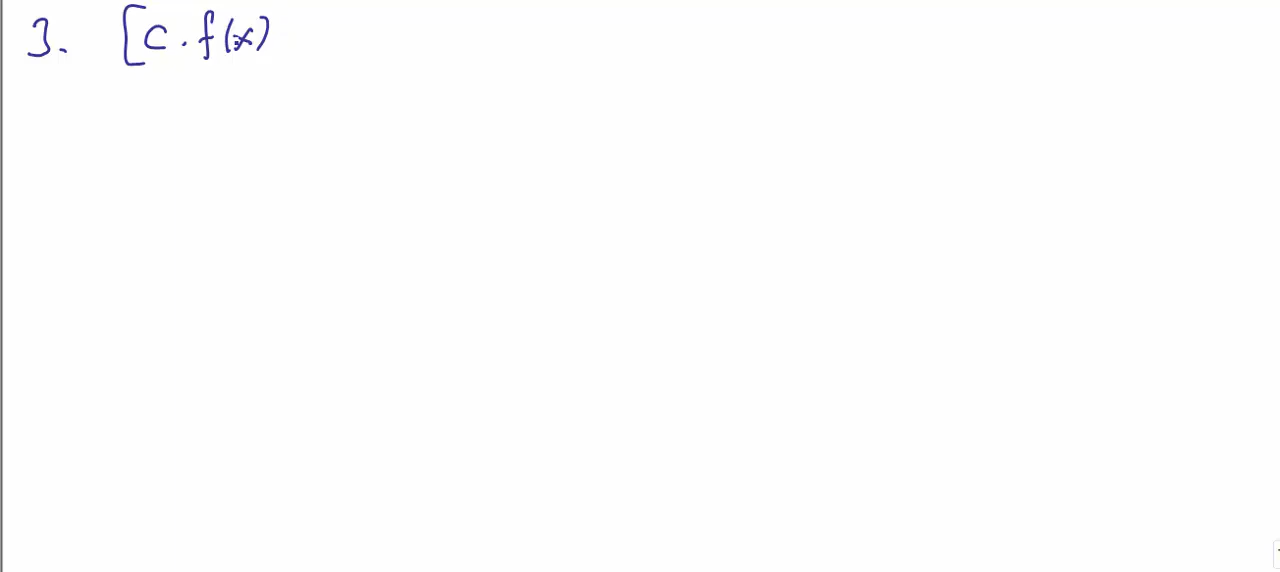 3. [c . f(x)